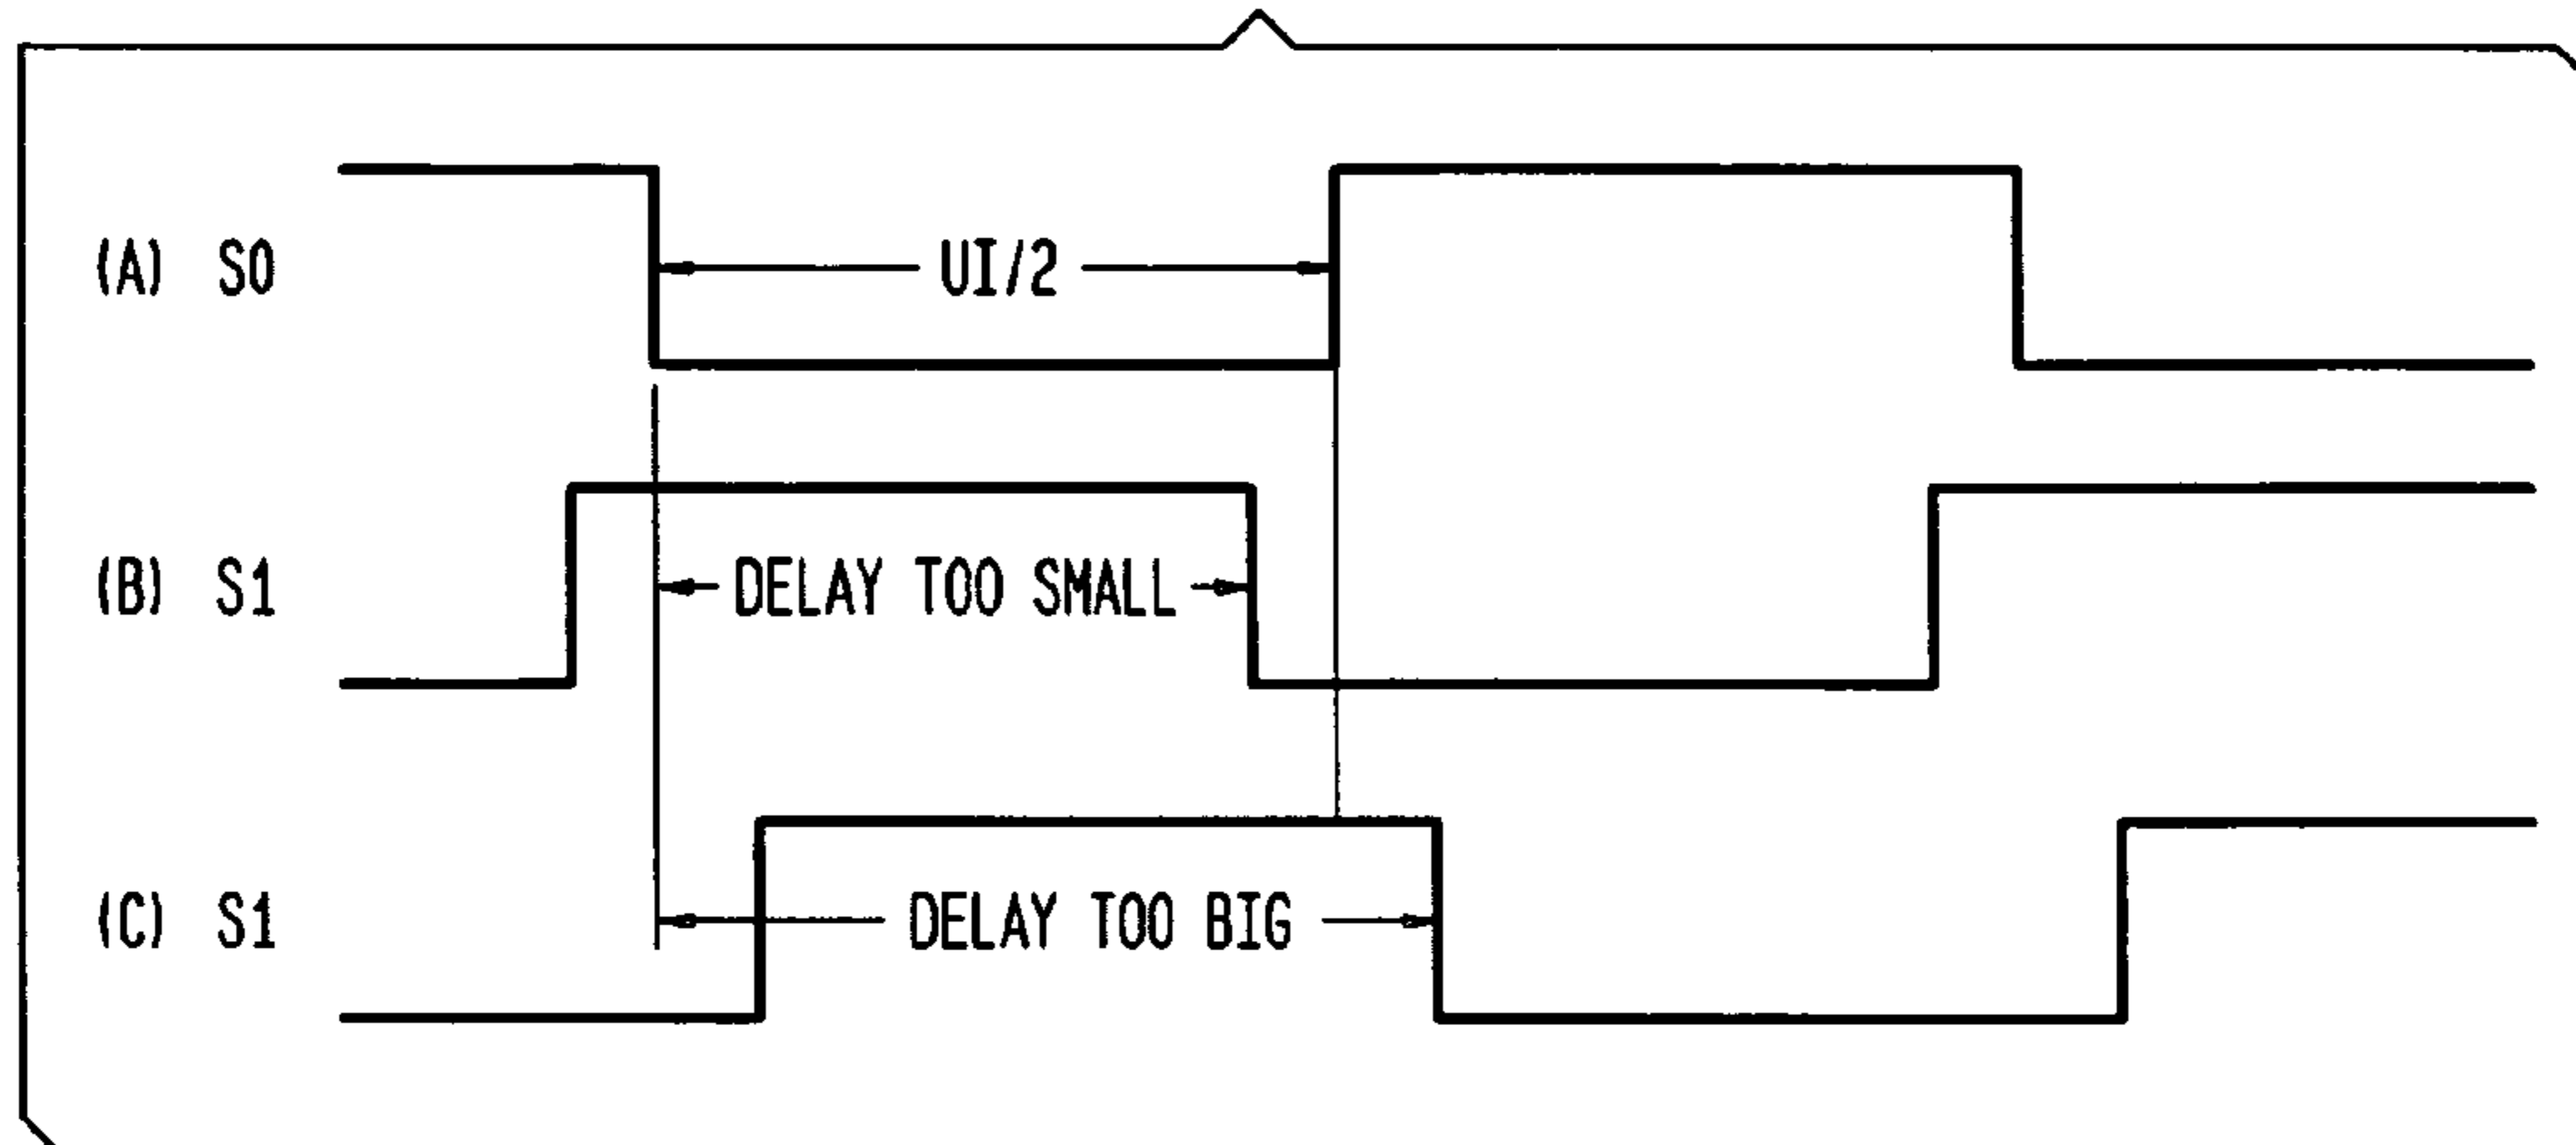 (A) S0
UI/2
(B) S1
DELAY TOO SMALL
(C) S1
DELAY TOO BIG